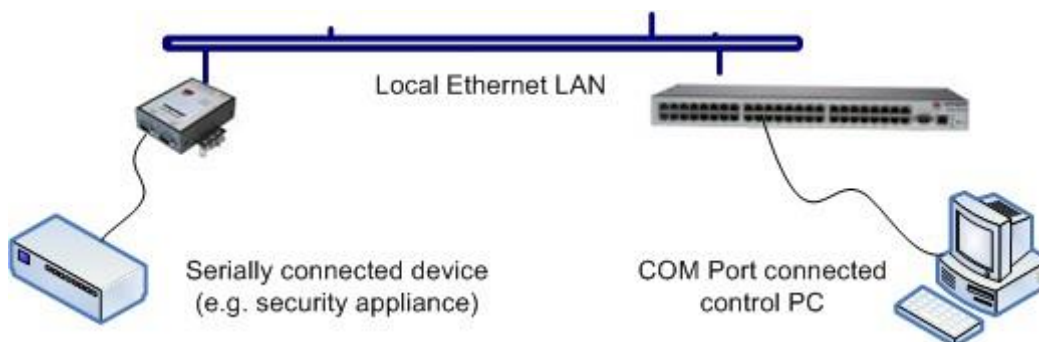 Local Ethernet LAN
Serially connected device
(e.g. security appliance)
COM Port connected
control PC